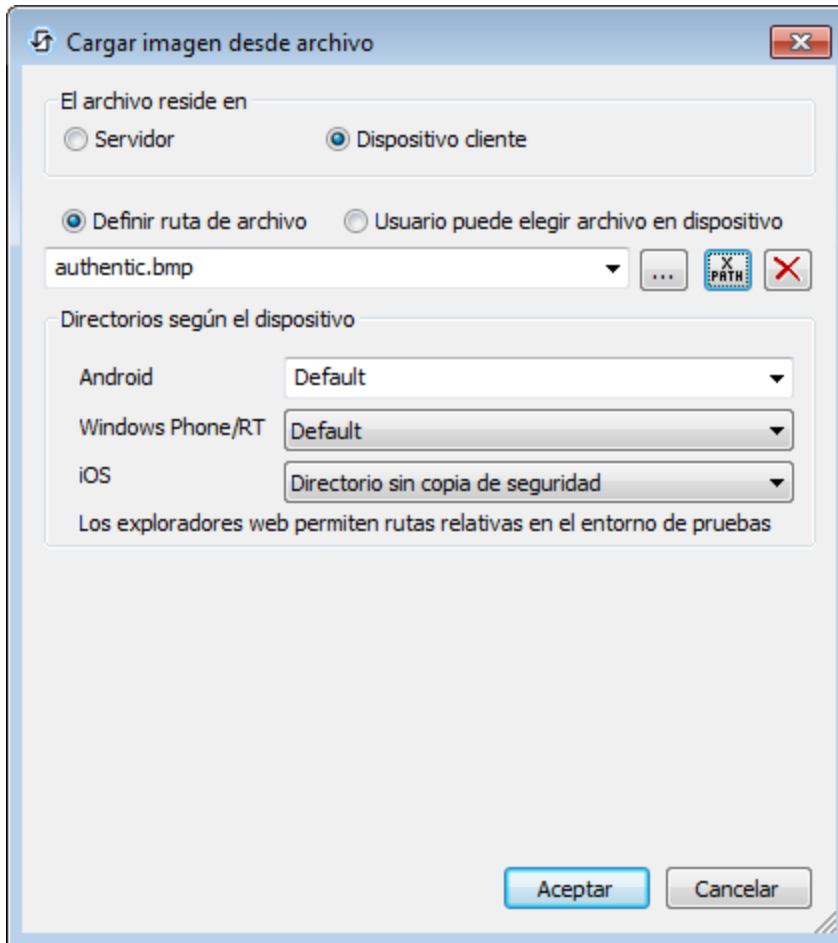 Cargar imagen desde archivo
El archivo reside en
Servidor Dispositivo cliente
Definir ruta de archivo Usuario puede elegir archivo en dispositivo
authentic.bmp ... X PATH
Directorios según el dispositivo
Android Default
Windows Phone/RT Default
iOS Directorio sin copia de seguridad
Los exploradores web permiten rutas relativas en el entorno de pruebas
Aceptar Cancelar